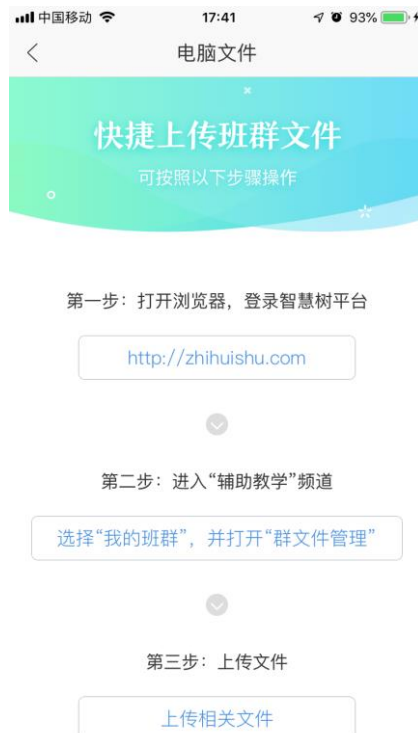 中国移动 17:41 93%
电脑文件
快捷上传班群文件
可按照以下步骤操作
第一步：打开浏览器，登录智慧树平台
http://zhihuishu.com
第二步：进入“辅助教学”频道
选择“我的班群”，并打开“群文件管理”
第三步：上传文件
上传相关文件